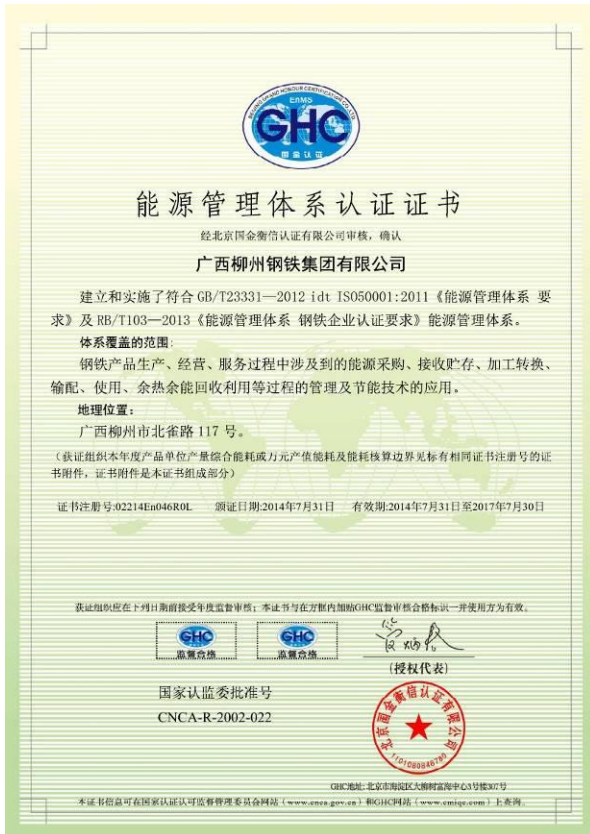 BEIJING GRAND HONOUR CERTIFICATION CO., LTD.
EnMS
GHC
国金认证
能源管理体系认证证书
经北京国金衡信认证有限公司审核，确认
广西柳州钢铁集团有限公司
建立和实施了符合 GB/T23331—2012 idt ISO50001:2011《能源管理体系 要
求》及 RB/T103—2013《能源管理体系 钢铁企业认证要求》能源管理体系。
体系覆盖的范围：
钢铁产品生产、经营、服务过程中涉及到的能源采购、接收贮存、加工转换、
输配、使用、余热余能回收利用等过程的管理及节能技术的应用。
地理位置：
广西柳州市北雀路 117 号。
（获证组织本年度产品单位产量综合能耗或万元产值能耗及能耗核算边界见标有相同证书注册号的证
书附件，证书附件是本证书组成部分）
证书注册号:02214En046R0L 颁证日期:2014年7月31日 有效期:2014年7月31日至2017年7月30日
获证组织应在下列日期前接受年度监督审核；本证书与在方框内加贴GHC监督审核合格标识一并使用方为有效。
GHC GHC
监督合格 监督合格
（授权代表）
国家认监委批准号
CNCA-R-2002-022
北京国金衡信认证有限公司
GHC地址: 北京市海淀区大柳树富海中心3号楼307号
本证书信息可在国家认证认可监督管理委员会网站（www.cnca.gov.cn）和GHC网站（www.cmiqc.com）上查询。